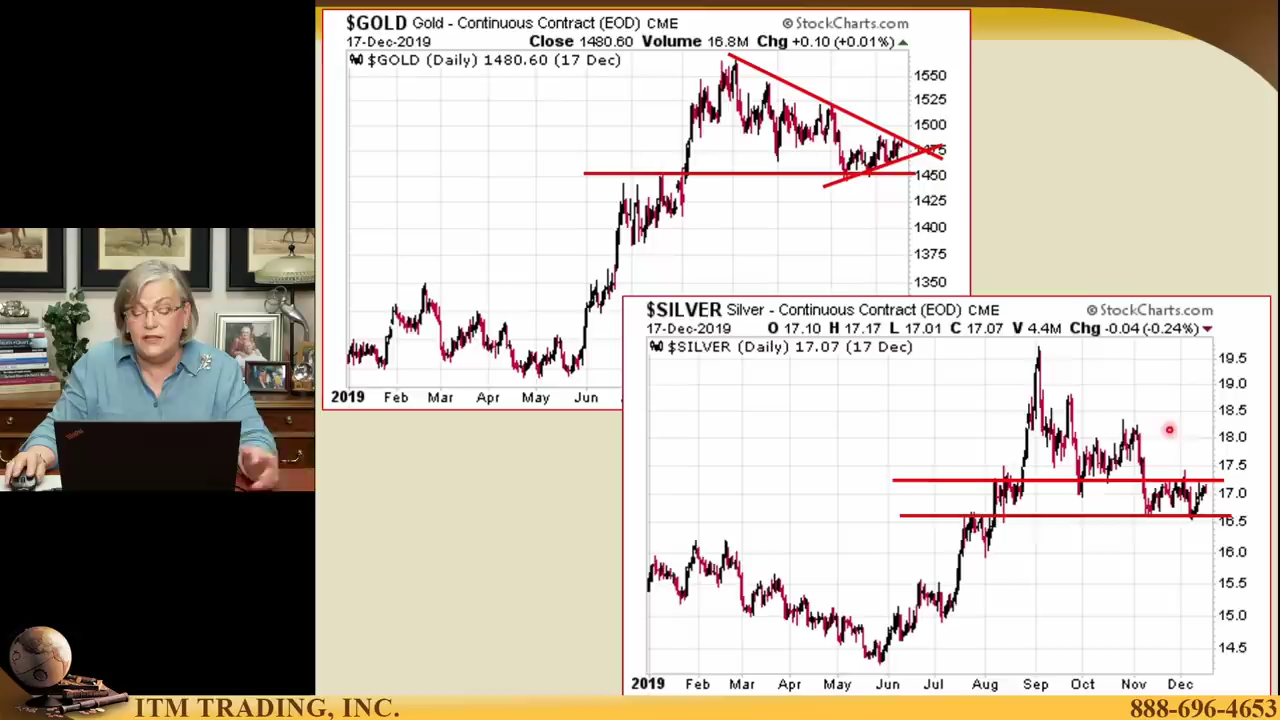 $GOLD Gold - Continuous Contract (EOD) CME
© StockCharts.com
17-Dec-2019 Close 1480.60 Volume 16.8M Chg +0.10 (+0.01%)
$GOLD (Daily) 1480.60 (17 Dec)
1550
1525
1500
1475
1450
1425
1400
1375
1350
2019 Feb Mar Apr May Jun
$SILVER Silver - Continuous Contract (EOD) CME
© StockCharts.com
17-Dec-2019 O 17.10 H 17.17 L 17.01 C 17.07 V 4.4M Chg -0.04 (-0.24%)
$SILVER (Daily) 17.07 (17 Dec)
19.5
19.0
18.5
18.0
17.5
17.0
16.5
16.0
15.5
15.0
14.5
2019 Feb Mar Apr May Jun Jul Aug Sep Oct Nov Dec
ITM TRADING, INC.
888-696-4653